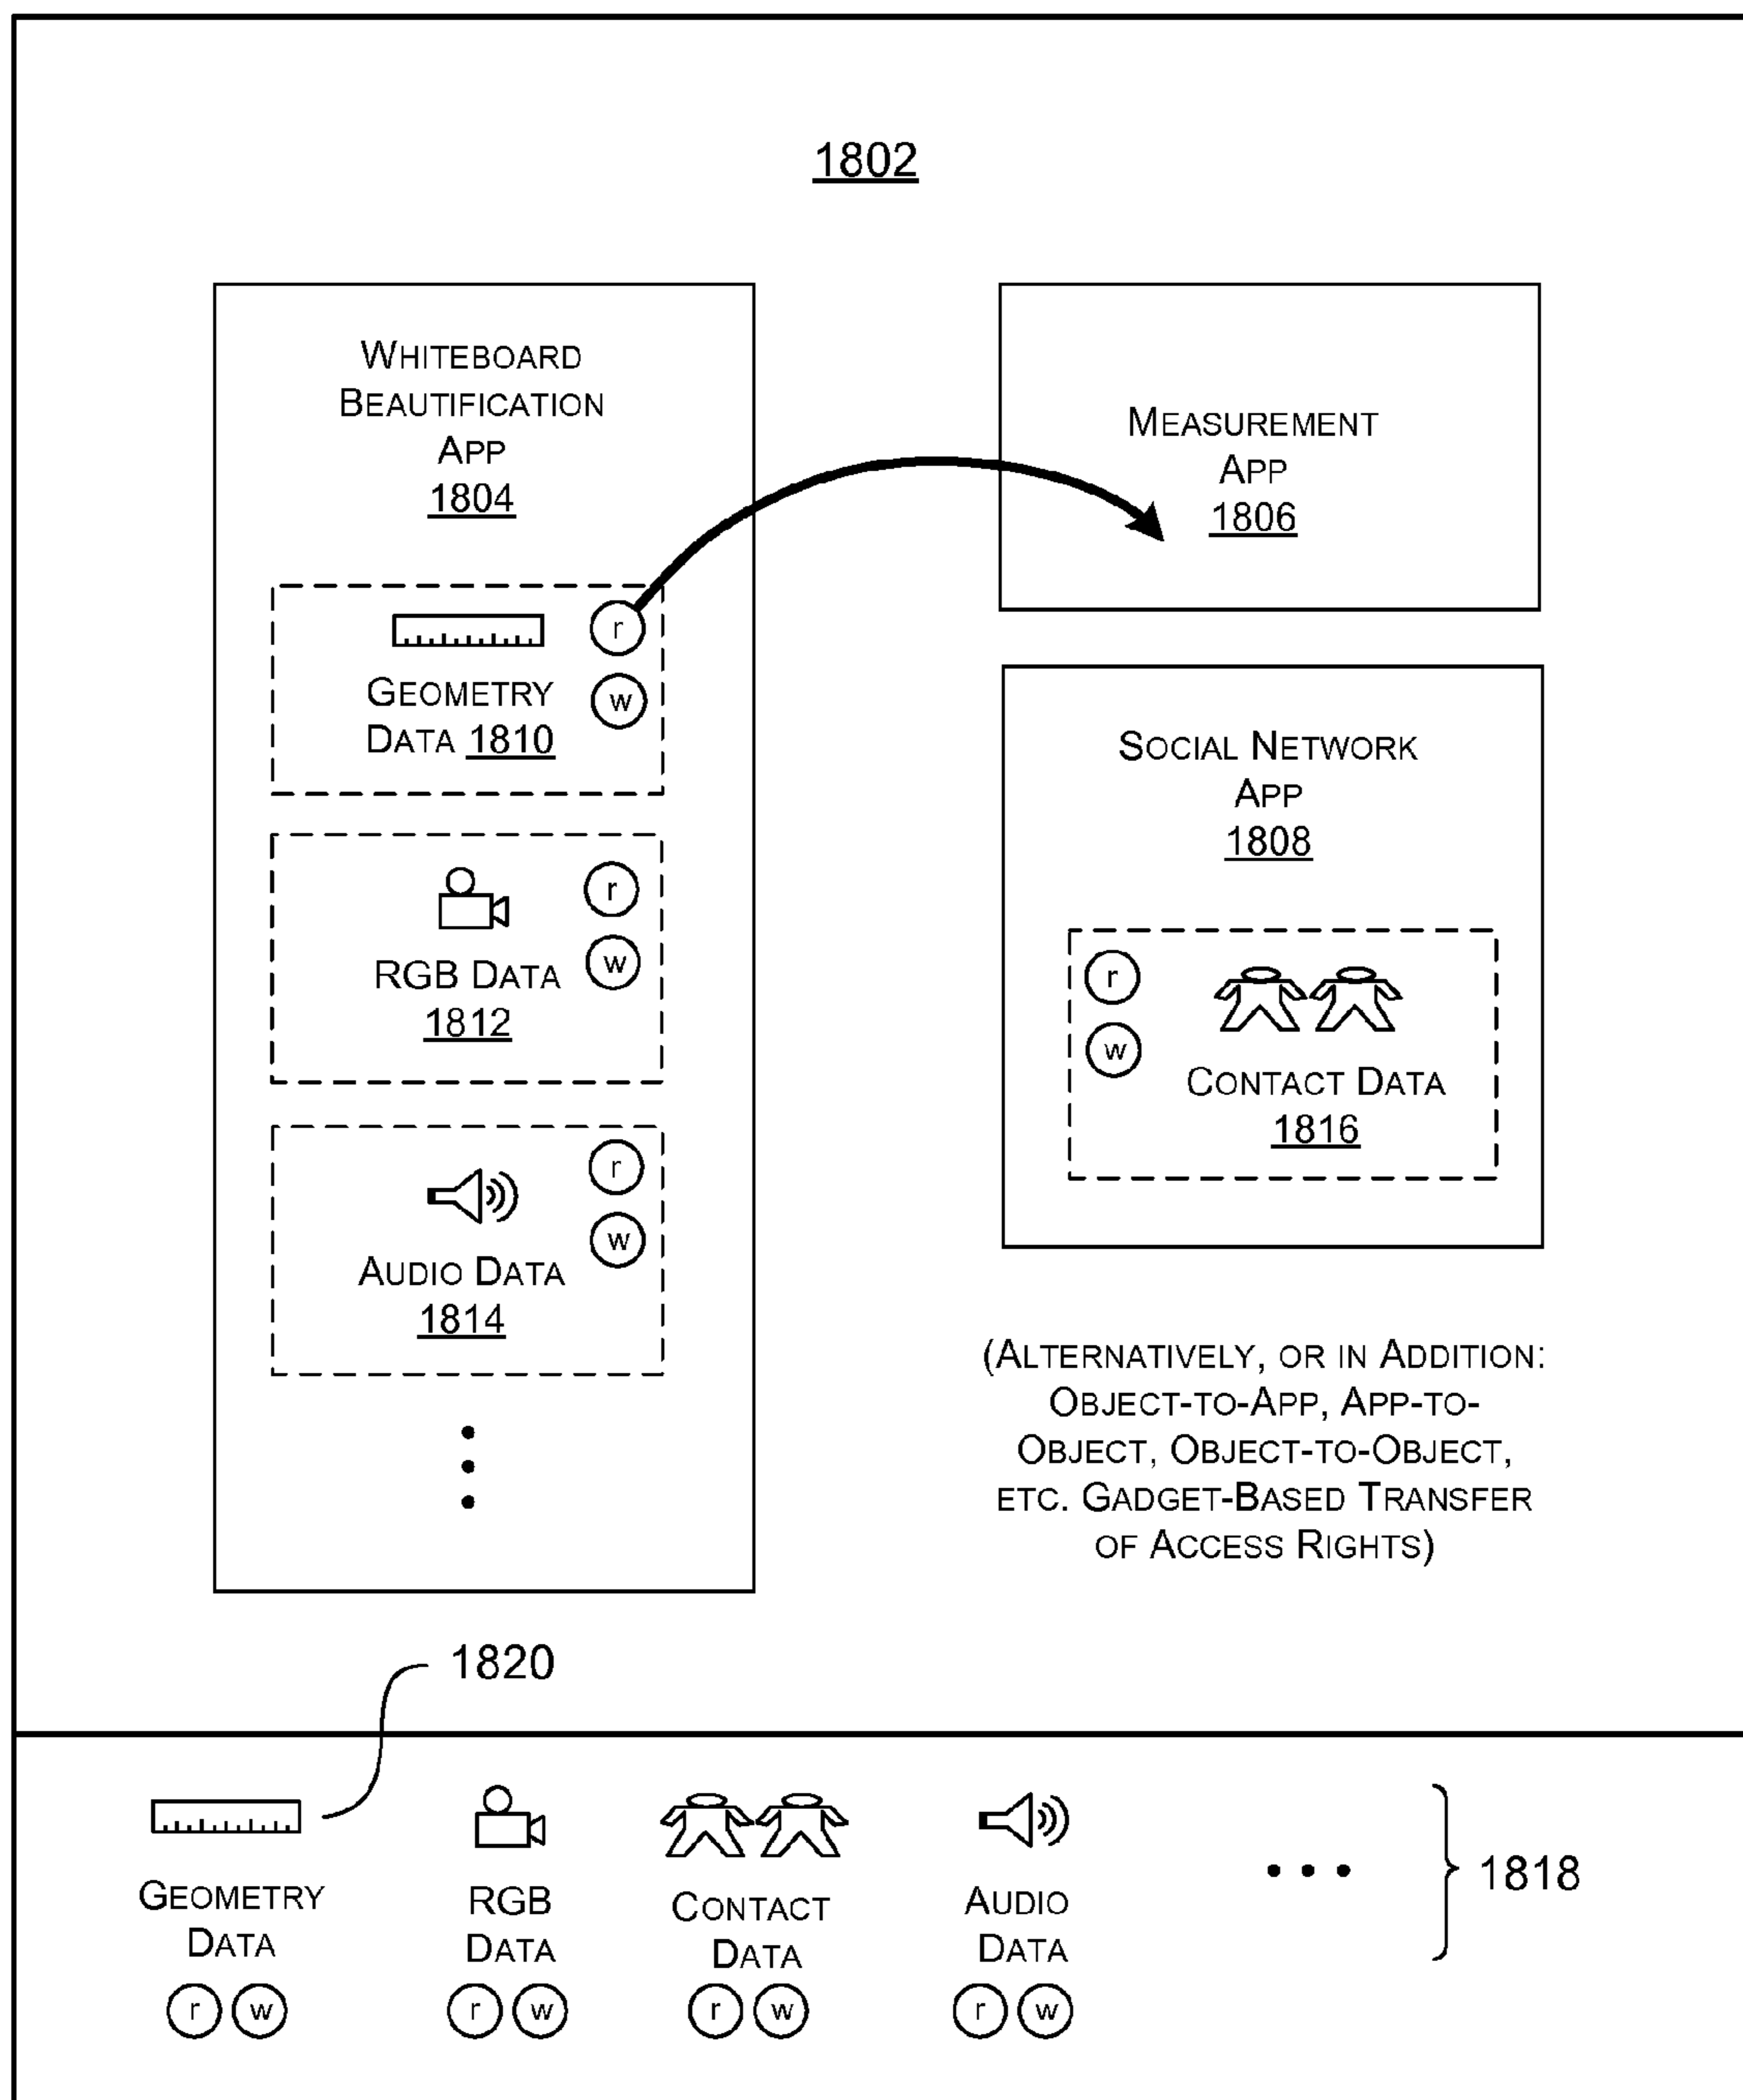 1802
WHITEBOARD
BEAUTIFICATION
APP
1804
r
w
GEOMETRY
DATA 1810
r
w
RGB DATA
1812
r
w
AUDIO DATA
1814
MEASUREMENT
APP
1806
SOCIAL NETWORK
APP
1808
r
w
CONTACT DATA
1816
(ALTERNATIVELY, OR IN ADDITION:
OBJECT-TO-APP, APP-TO-
OBJECT, OBJECT-TO-OBJECT,
ETC. GADGET-BASED TRANSFER
OF ACCESS RIGHTS)
1820
GEOMETRY
DATA
r w
RGB
DATA
r w
CONTACT
DATA
r w
AUDIO
DATA
r w
1818